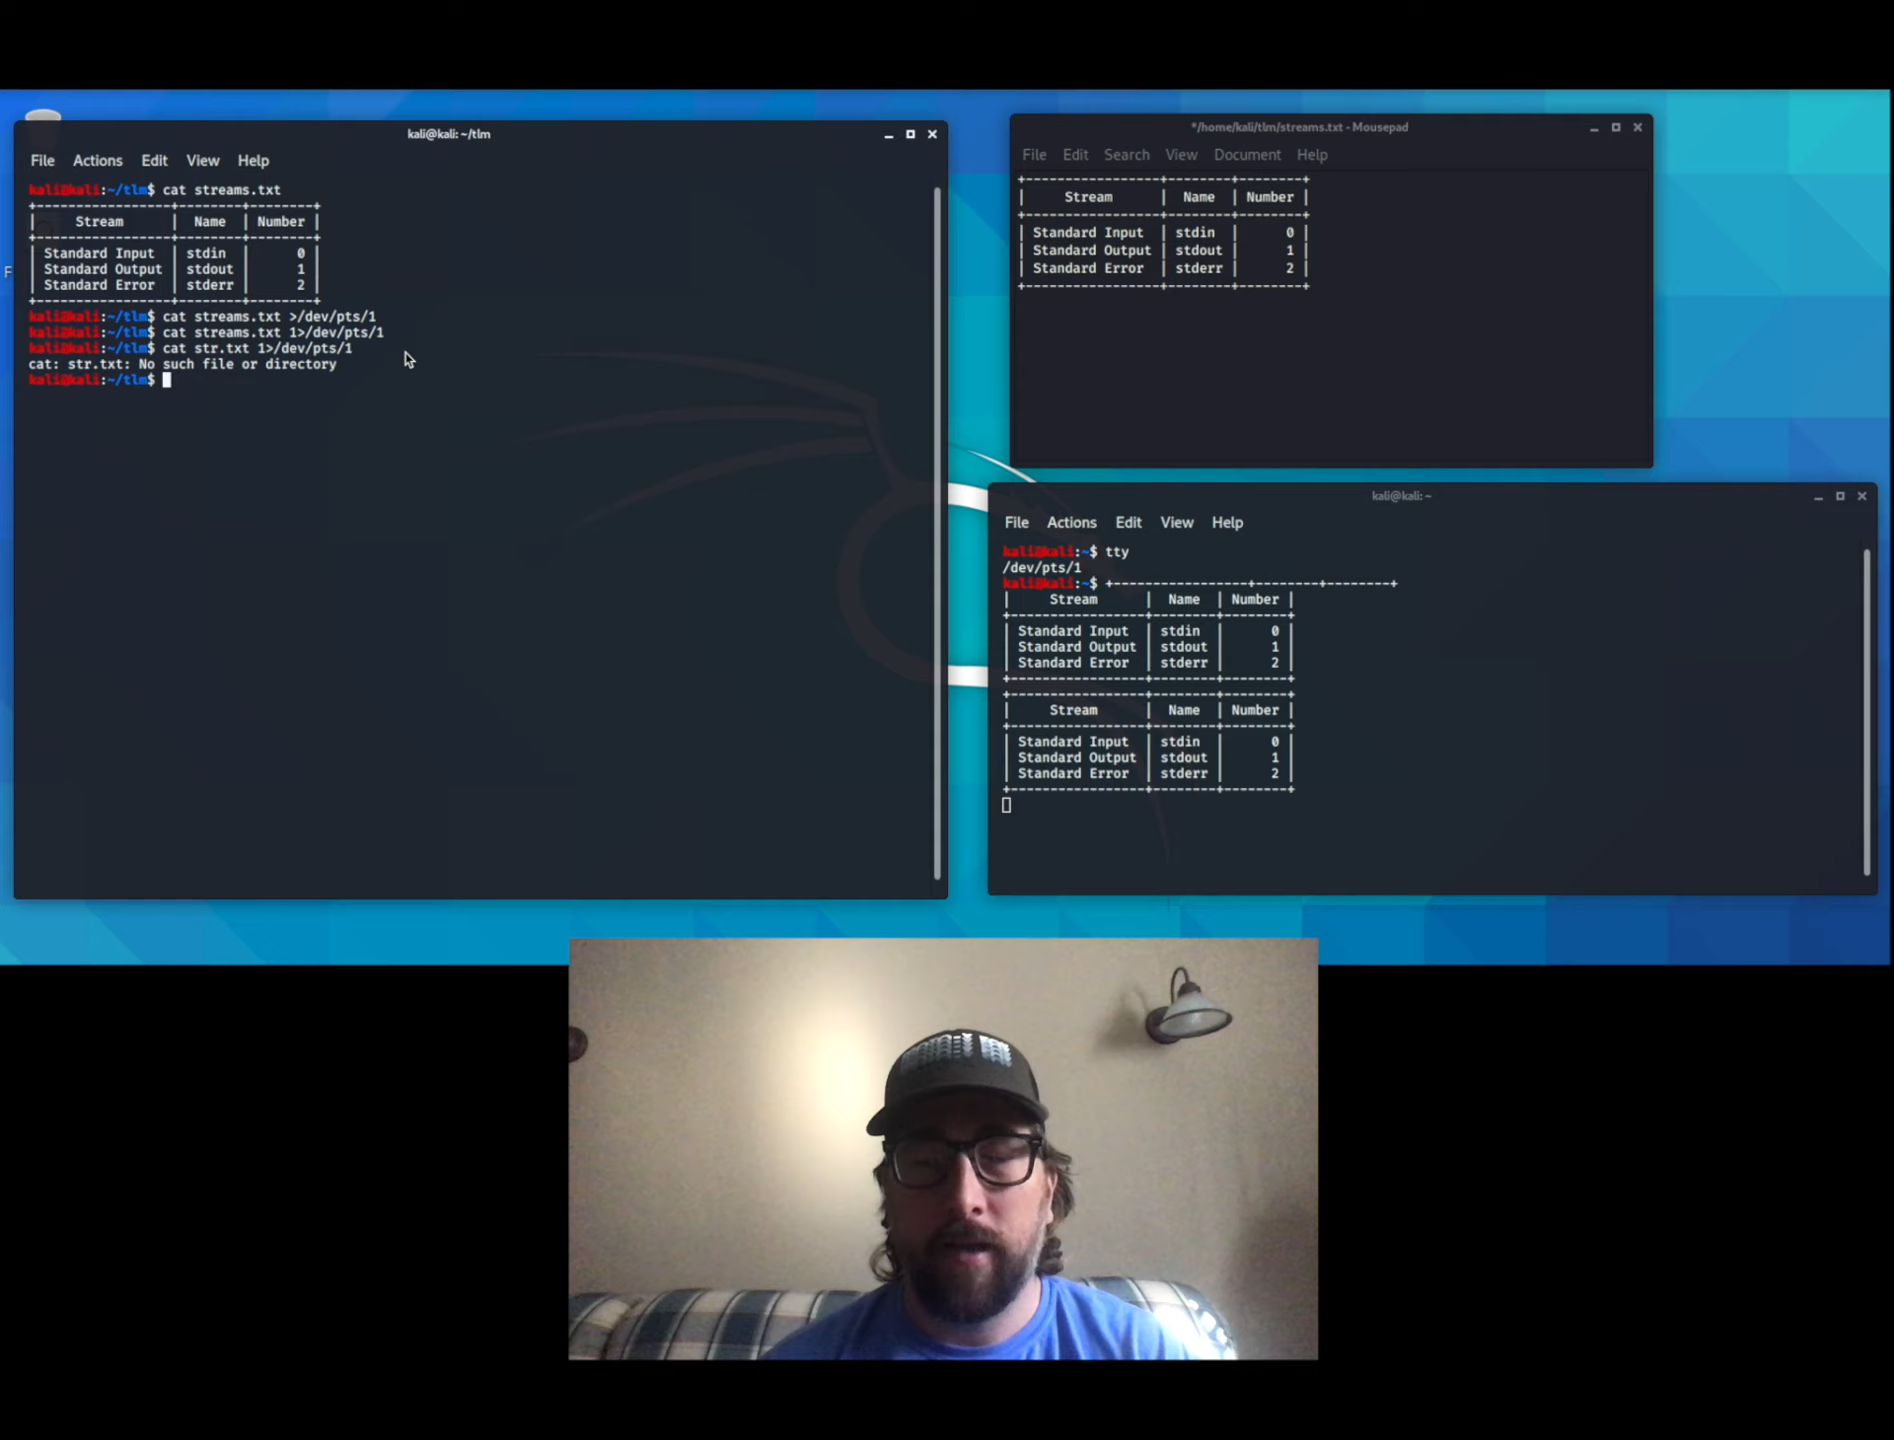 kali@kali: ~/tlm
File Actions Edit View Help
kali@kali:~/tlm$ cat streams.txt
+-----------------+--------+--------+
| Stream | Name | Number |
+-----------------+--------+--------+
| Standard Input | stdin | 0 |
| Standard Output | stdout | 1 |
| Standard Error | stderr | 2 |
+-----------------+--------+--------+
kali@kali:~/tlm$ cat streams.txt >/dev/pts/1
kali@kali:~/tlm$ cat streams.txt 1>/dev/pts/1
kali@kali:~/tlm$ cat str.txt 1>/dev/pts/1
cat: str.txt: No such file or directory
kali@kali:~/tlm$
F
*/home/kali/tlm/streams.txt - Mousepad
File Edit Search View Document Help
+-----------------+--------+--------+
| Stream | Name | Number |
+-----------------+--------+--------+
| Standard Input | stdin | 0 |
| Standard Output | stdout | 1 |
| Standard Error | stderr | 2 |
+-----------------+--------+--------+
kali@kali: ~
File Actions Edit View Help
kali@kali:~$ tty
/dev/pts/1
kali@kali:~$ +-----------------+--------+--------+
| Stream | Name | Number |
+-----------------+--------+--------+
| Standard Input | stdin | 0 |
| Standard Output | stdout | 1 |
| Standard Error | stderr | 2 |
+-----------------+--------+--------+
+-----------------+--------+--------+
| Stream | Name | Number |
+-----------------+--------+--------+
| Standard Input | stdin | 0 |
| Standard Output | stdout | 1 |
| Standard Error | stderr | 2 |
+-----------------+--------+--------+